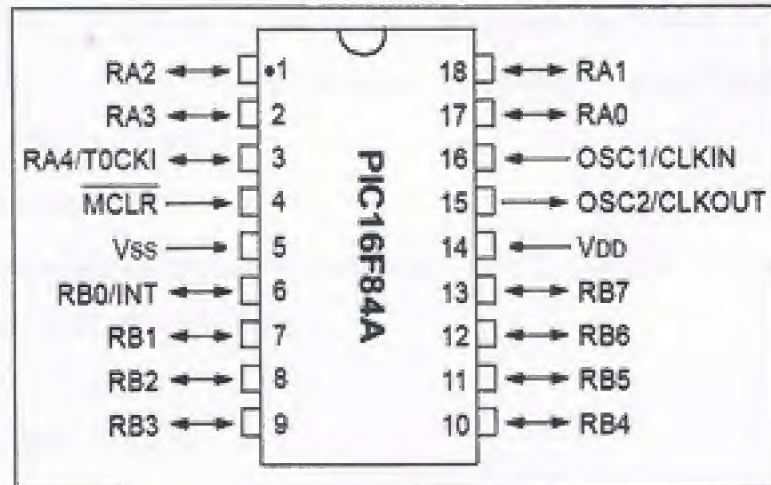 RA2 •1 18 RA1
RA3 2 17 RA0
RA4/T0CKI 3 16 OSC1/CLKIN
MCLR 4 15 OSC2/CLKOUT
VSS 5 14 VDD
RB0/INT 6 13 RB7
RB1 7 12 RB6
RB2 8 11 RB5
RB3 9 10 RB4
PIC16F84A